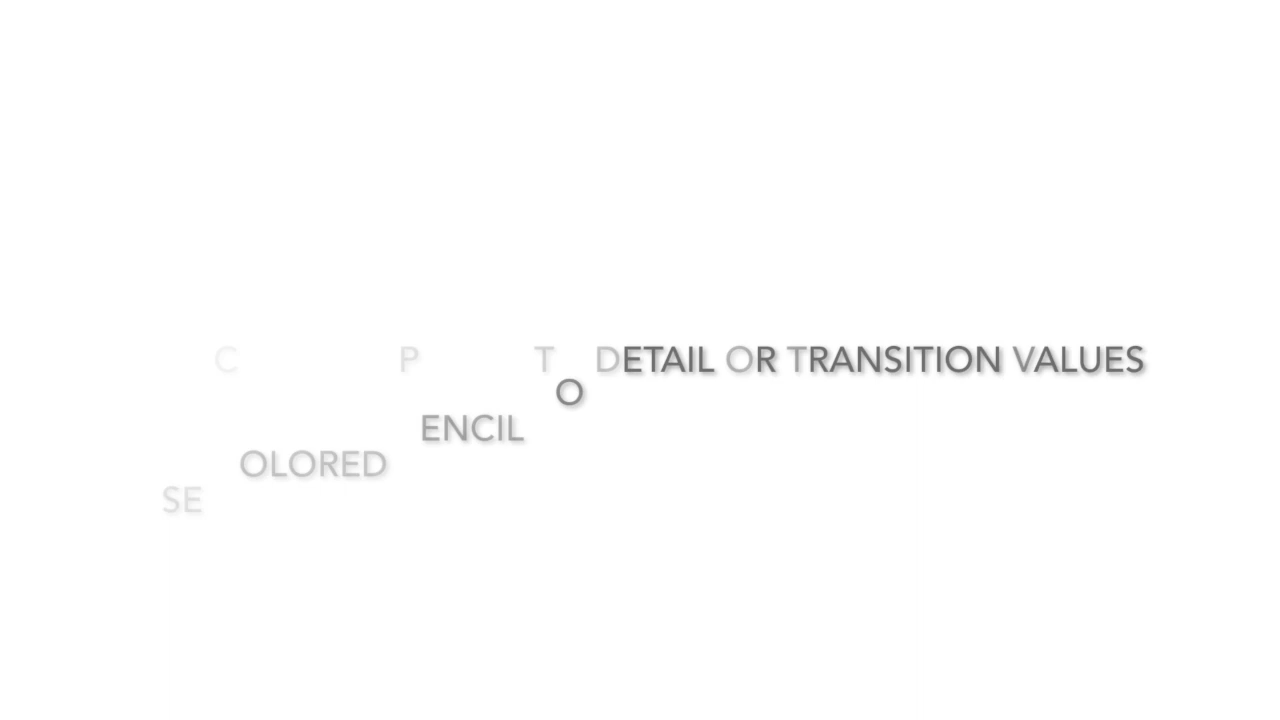 C P T DETAIL OR TRANSITION VALUES
O
ENCIL
OLORED
SE